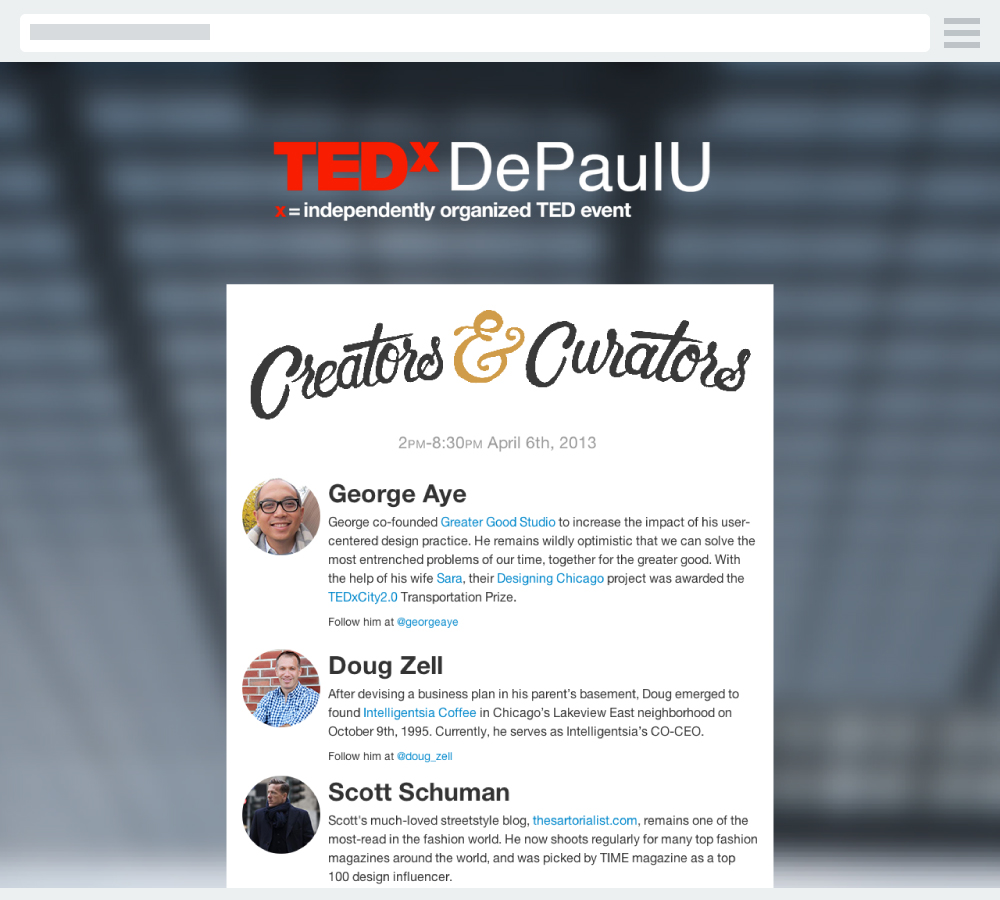 TEDx DePaulU
x = independently organized TED event
Creators & Curators
2PM-8:30PM April 6th, 2013
George Aye
George co-founded Greater Good Studio to increase the impact of his user-
centered design practice. He remains wildly optimistic that we can solve the
most entrenched problems of our time, together for the greater good. With
the help of his wife Sara, their Designing Chicago project was awarded the
TEDxCity2.0 Transportation Prize.
Follow him at @georgeaye
Doug Zell
After devising a business plan in his parent's basement, Doug emerged to
found Intelligentsia Coffee in Chicago's Lakeview East neighborhood on
October 9th, 1995. Currently, he serves as Intelligentsia's CO-CEO.
Follow him at @doug_zell
Scott Schuman
Scott's much-loved streetstyle blog, thesartorialist.com, remains one of the
most-read in the fashion world. He now shoots regularly for many top fashion
magazines around the world, and was picked by TIME magazine as a top
100 design influencer.